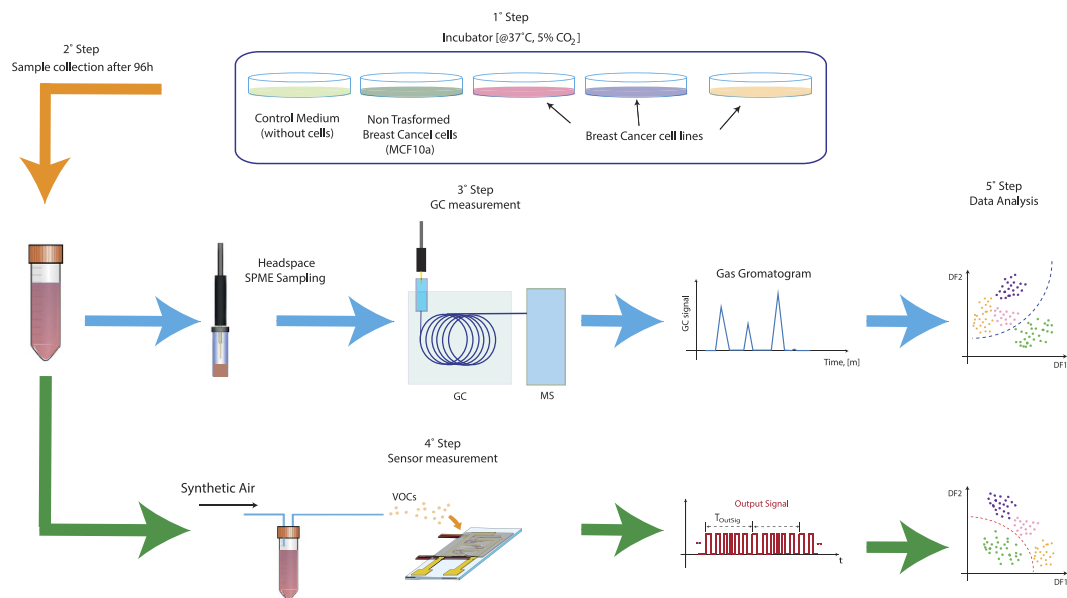 1° Step
Incubator [@37°C, 5% CO₂]
2° Step
Sample collection after 96h
Control Medium
(without cells)
Non Trasformed
Breast Cancel cells
(MCF10a)
Breast Cancer cell lines
3° Step
GC measurement
5° Step
Data Analysis
Headspace
SPME Sampling
GC
MS
Gas Gromatogram
GC signal
Time, [m]
DF2
DF1
4° Step
Sensor measurement
Synthetic Air
VOCs
Output Signal
TOutSig
t
DF2
DF1